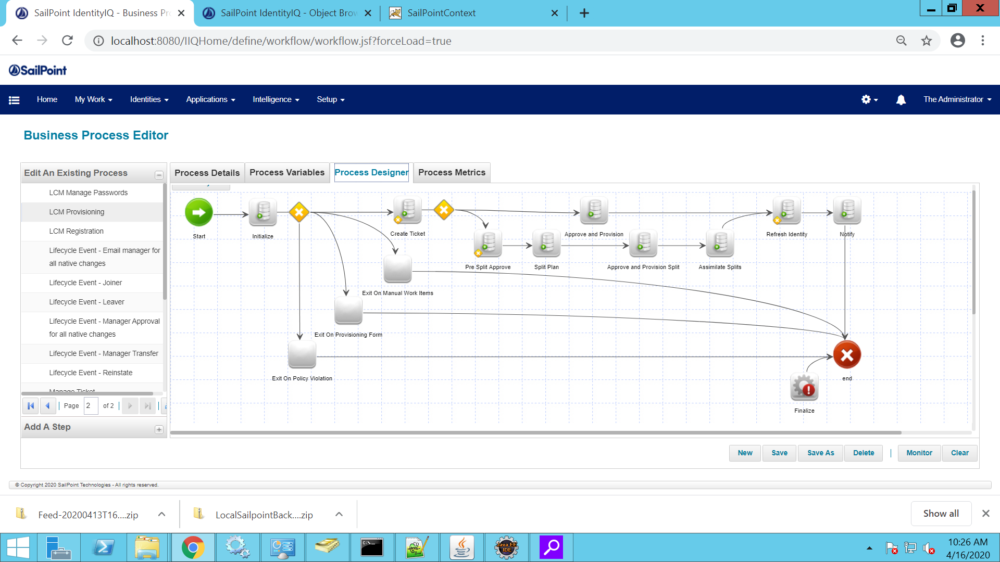 SailPoint IdentityIQ - Business Pr
SailPoint IdentityIQ - Object Brow
SailPointContext
localhost:8080/IIQHome/define/workflow/workflow.jsf?forceLoad=true
SailPoint
Home
My Work
Identities
Applications
Intelligence
Setup
The Administrator
Business Process Editor
Edit An Existing Process
Process Details
Process Variables
Process Designer
Process Metrics
LCM Manage Passwords
LCM Provisioning
LCM Registration
Lifecycle Event - Email manager for
all native changes
Lifecycle Event - Joiner
Lifecycle Event - Leaver
Lifecycle Event - Manager Approval
for all native changes
Lifecycle Event - Manager Transfer
Lifecycle Event - Reinstate
Manage Ticket
Page 2 of 2
Add A Step
Start
Initialize
Create Ticket
Approve and Provision
Refresh Identity
Notify
Pre Split Approve
Split Plan
Approve and Provision Split
Assimilate Splits
Exit On Manual Work Items
Exit On Provisioning Form
Exit On Policy Violation
end
Finalize
New
Save
Save As
Delete
Monitor
Clear
© Copyright 2020 SailPoint Technologies - All rights reserved.
Feed-20200413T16....zip
LocalSailpointBack....zip
Show all
C:\
Java EE
IDE
10:26 AM
4/16/2020